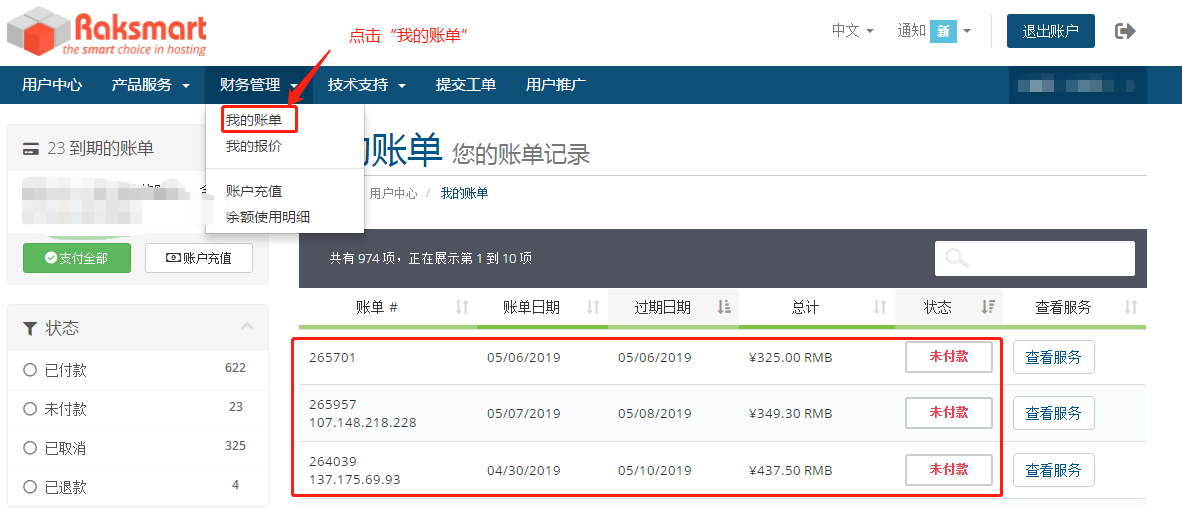 Raksmart
the smart choice in hosting
点击“我的账单”
中文
通知 新
退出账户
用户中心 产品服务 财务管理 技术支持 提交工单 用户推广
我的账单
我的报价
账户充值
余额使用明细
23 到期的账单
支付全部 账户充值
账单 您的账单记录
用户中心 / 我的账单
共有 974 项，正在展示第 1 到 10 项
账单 # 账单日期 过期日期 总计 状态 查看服务
265701 05/06/2019 05/06/2019 ¥325.00 RMB 未付款 查看服务
265957 05/07/2019 05/08/2019 ¥349.30 RMB 未付款 查看服务
107.148.218.228
264039 04/30/2019 05/10/2019 ¥437.50 RMB 未付款 查看服务
137.175.69.93
状态
已付款 622
未付款 23
已取消 325
已退款 4